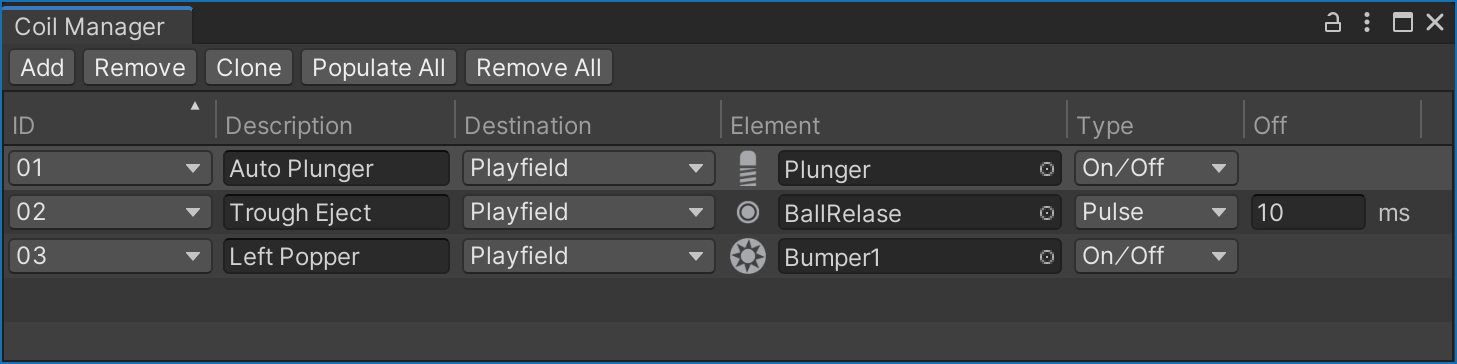 Coil Manager
Add Remove Clone Populate All Remove All
ID Description Destination Element Type Off
01 Auto Plunger Playfield Plunger On/Off
02 Trough Eject Playfield BallRelase Pulse 10 ms
03 Left Popper Playfield Bumper1 On/Off